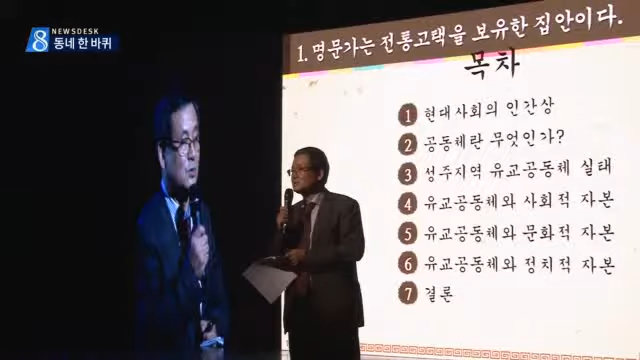 8 NEWSDESK
동네 한 바퀴
1. 명문가는 전통고택을 보유한 집안이다.
목차
1 현대사회의 인간상
2 공동체란 무엇인가?
3 성주지역 유교공동체 실태
4 유교공동체와 사회적 자본
5 유교공동체와 문화적 자본
6 유교공동체와 정치적 자본
7 결론